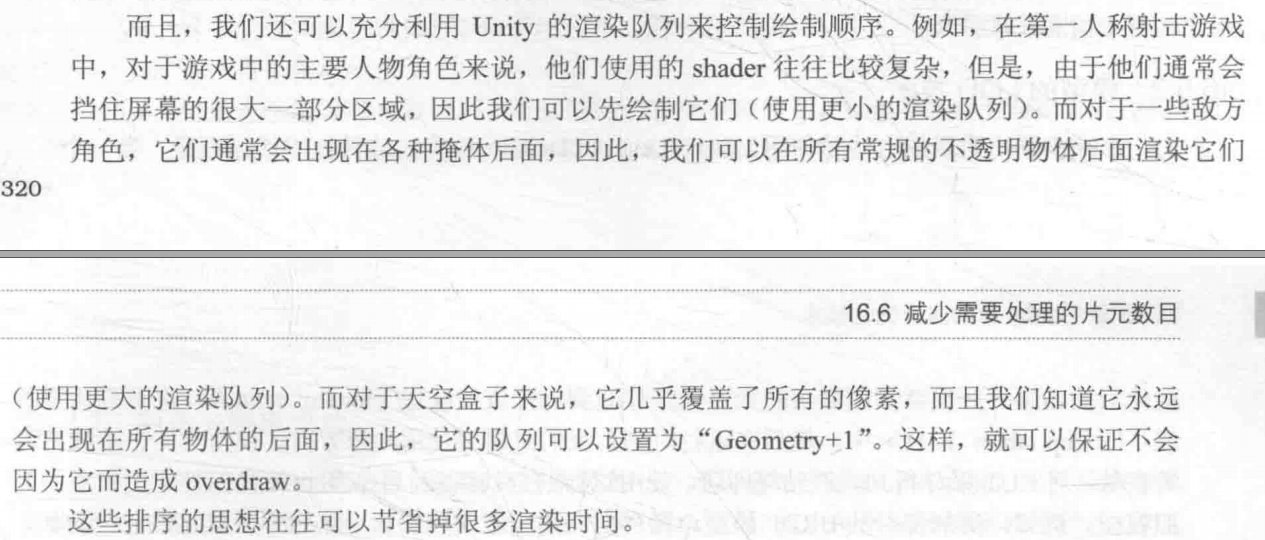 而且，我们还可以充分利用 Unity 的渲染队列来控制绘制顺序。例如，在第一人称射击游戏
中，对于游戏中的主要人物角色来说，他们使用的 shader 往往比较复杂，但是，由于他们通常会
挡住屏幕的很大一部分区域，因此我们可以先绘制它们（使用更小的渲染队列）。而对于一些敌方
角色，它们通常会出现在各种掩体后面，因此，我们可以在所有常规的不透明物体后面渲染它们
320
16.6 减少需要处理的片元数目
（使用更大的渲染队列）。而对于天空盒子来说，它几乎覆盖了所有的像素，而且我们知道它永远
会出现在所有物体的后面，因此，它的队列可以设置为“Geometry+1”。这样，就可以保证不会
因为它而造成 overdraw。
这些排序的思想往往可以节省掉很多渲染时间。